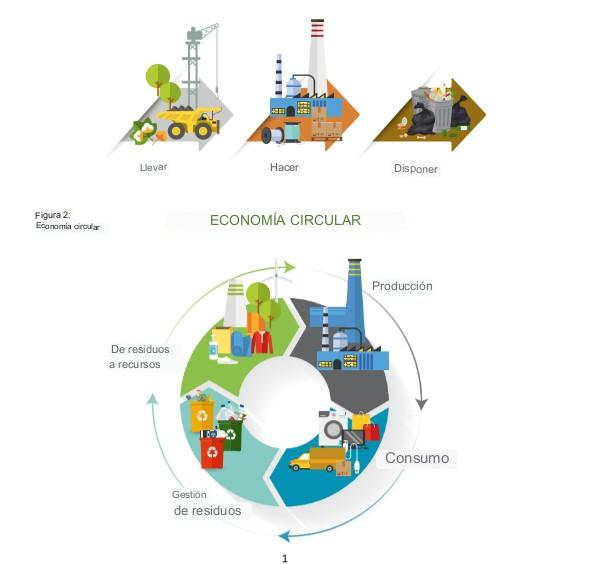 Llevar
Hacer
Disponer
Figura 2:
Economía circular
ECONOMÍA CIRCULAR
Producción
De residuos
a recursos
Consumo
Gestión
de residuos
1